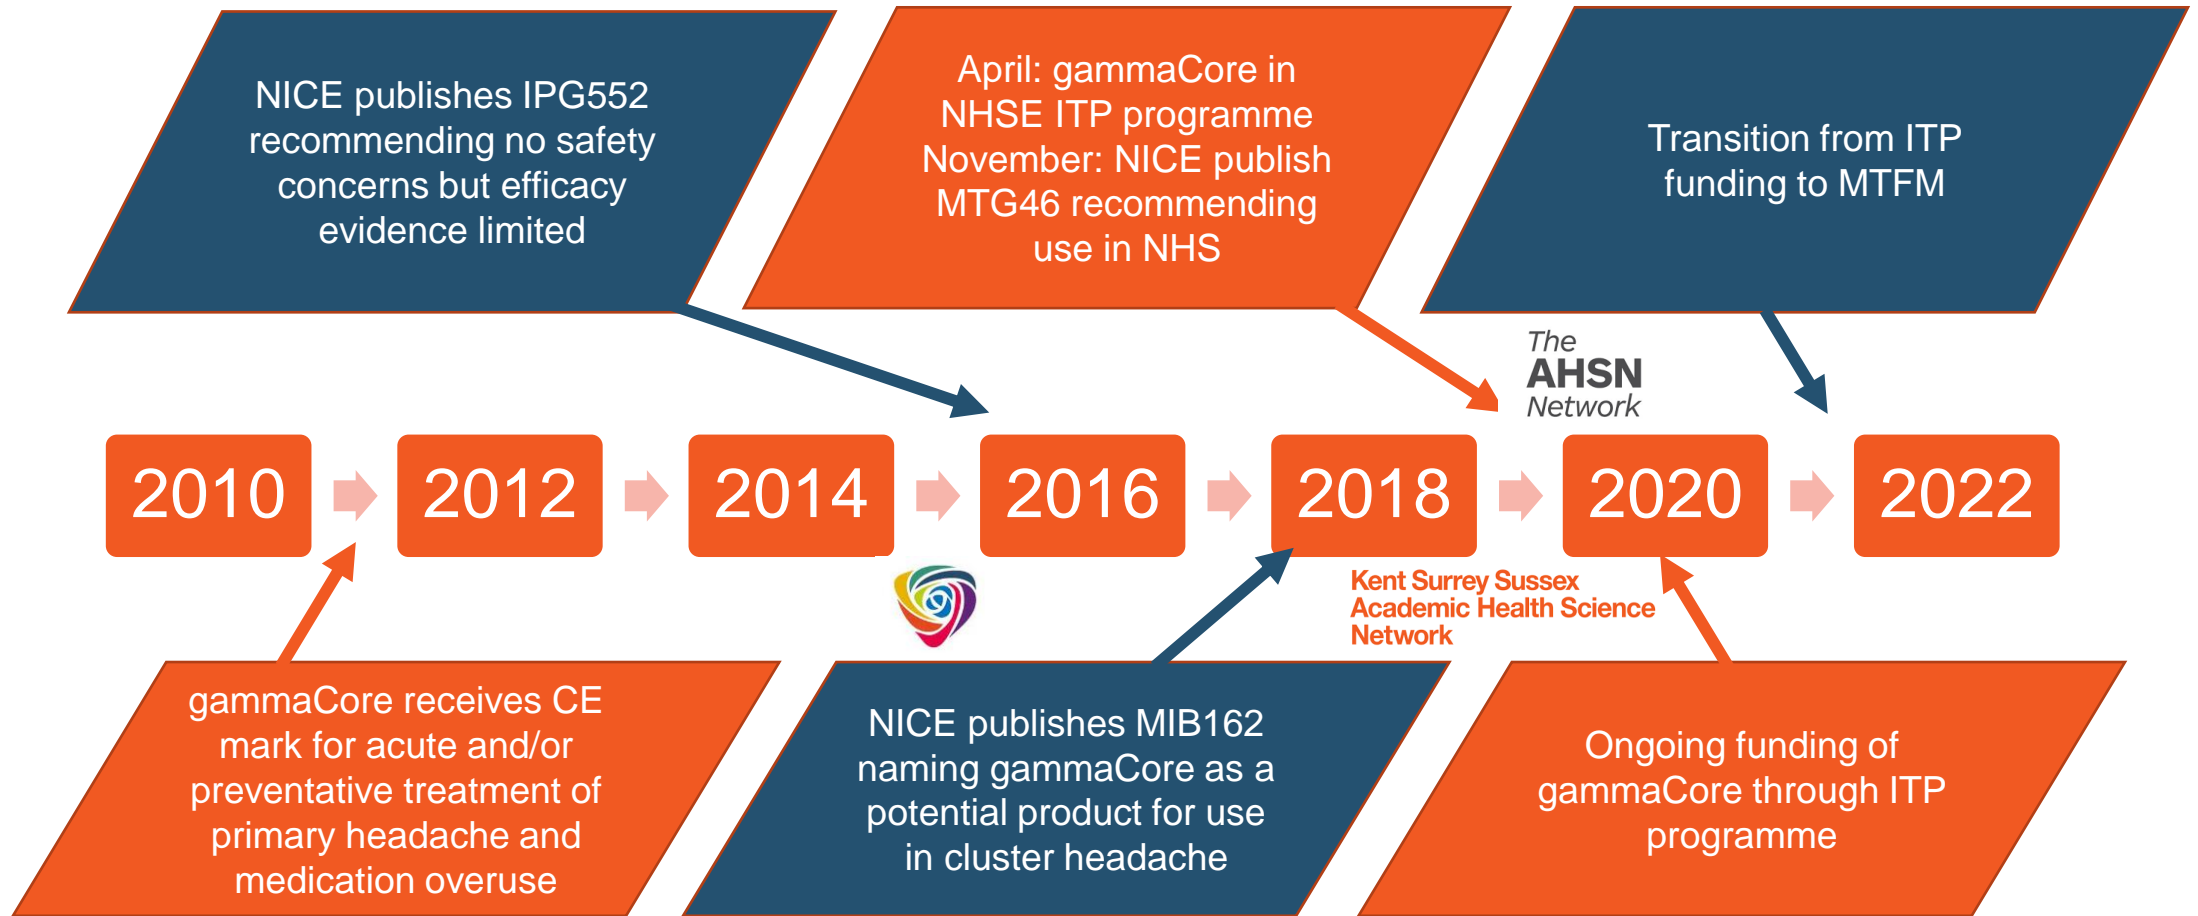 NICE publishes IPG552
recommending no safety
concerns but efficacy
evidence limited
April: gammaCore in
NHSE ITP programme
November: NICE publish
MTG46 recommending
use in NHS
Transition from ITP
funding to MTFM
The
AHSN
Network
2010
2012
2014
2016
2018
2020
2022
Kent Surrey Sussex
Academic Health Science
Network
gammaCore receives CE
mark for acute and/or
preventative treatment of
primary headache and
medication overuse
NICE publishes MIB162
naming gammaCore as a
potential product for use
in cluster headache
Ongoing funding of
gammaCore through ITP
programme